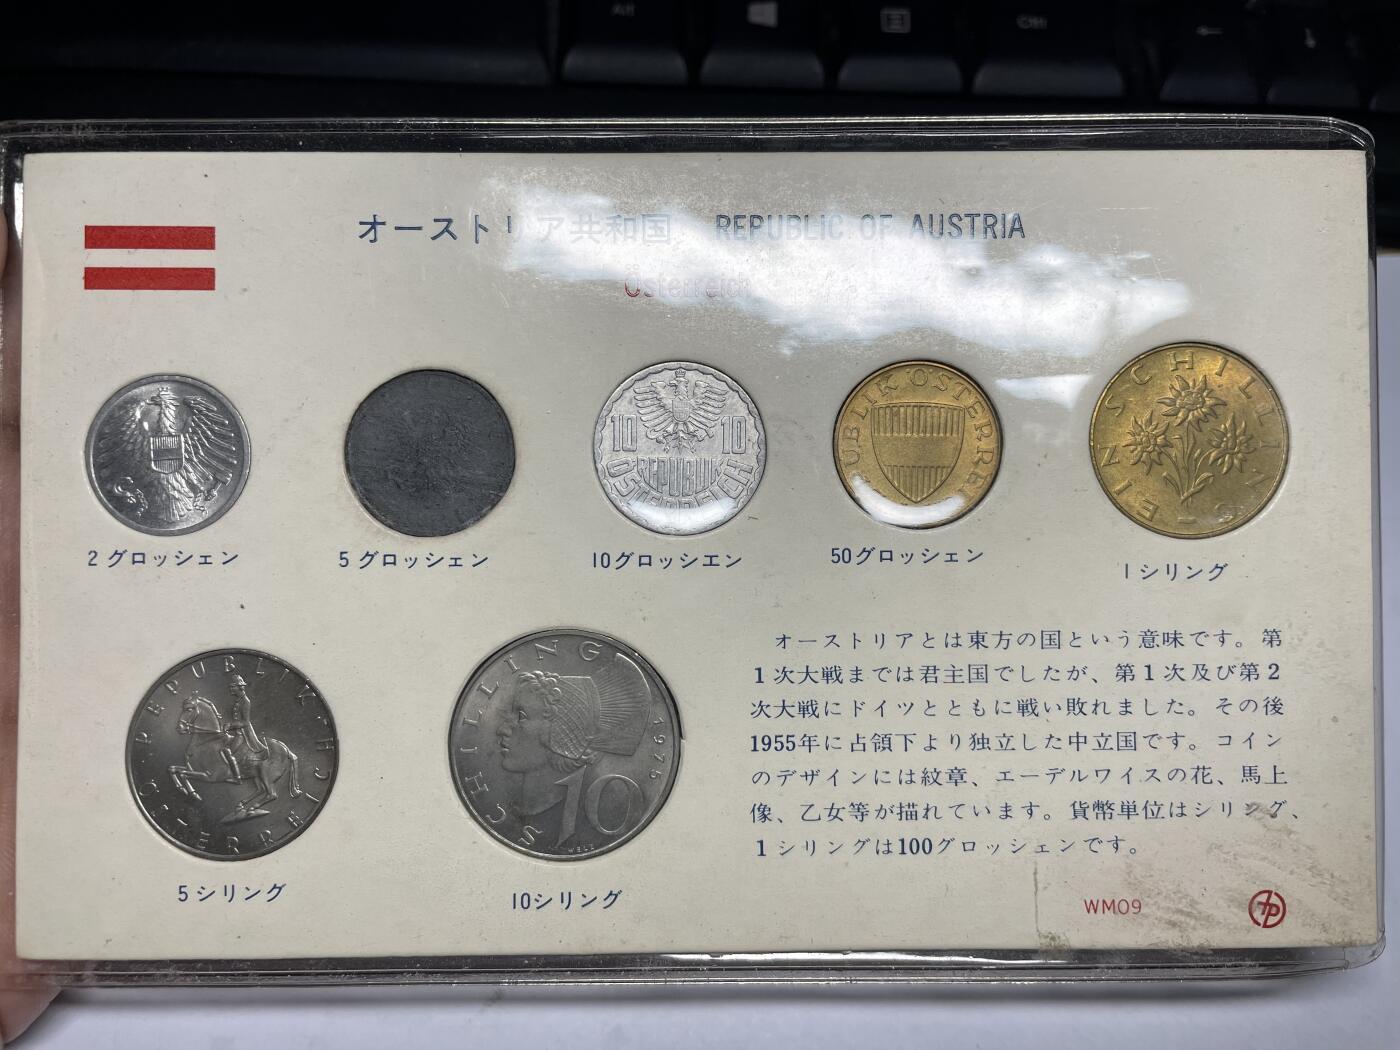 オーストリア共和国 REPUBLIC OF AUSTRIA
Österreich
10 10
REPUBLIK
ÖSTERREICH
REPUBLIK ÖSTERRE
EIN SCHILLING
2 グロッシェン
5 グロッシェン
10グロッシエン
50グロッシェン
1 シリング
REPUBLIK
SCHILLING
1975
10
5 シリング
10シリング
オーストリアとは東方の国という意味です。第
1次大戦までは君主国でしたが、第1次及び第2
次大戦にドイツとともに戦い敗れました。その後
1955年に占領下より独立した中立国です。コイン
のデザインには紋章、エーデルワイスの花、馬上
像、乙女等が描れています。貨幣単位はシリング、
1シリングは100グロッシェンです。
WM09